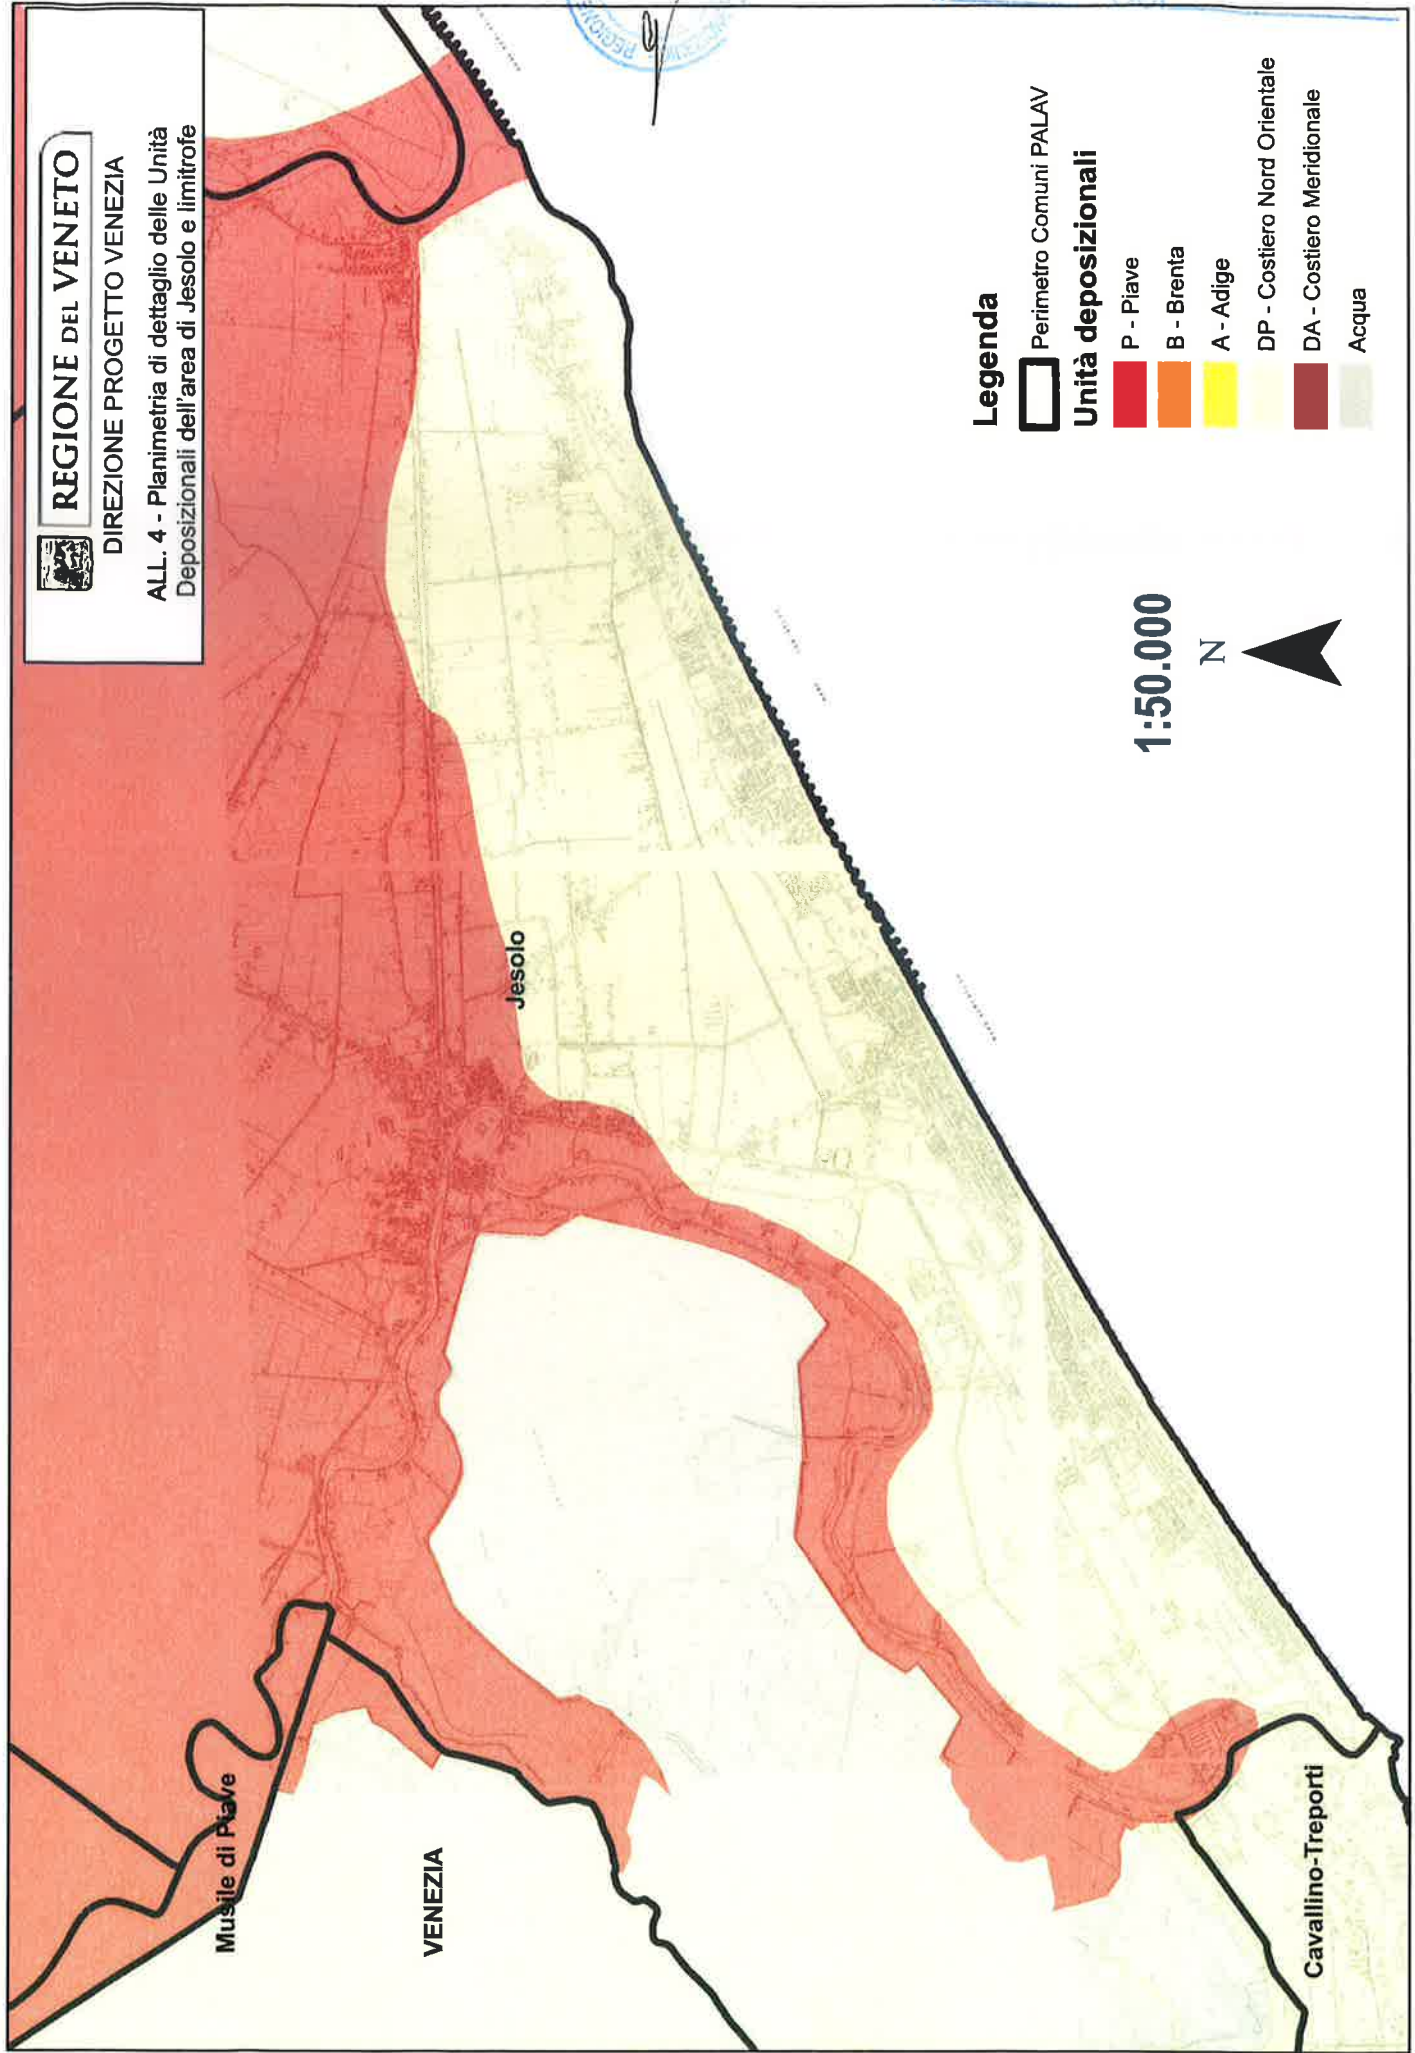 REGIONE DEL VENETO
DIREZIONE PROGETTO VENEZIA
ALL. 4 - Planimetria di dettaglio delle Unità
Deposizionali dell'area di Jesolo e limitrofe
Musile di Piave
VENEZIA
Jesolo
Cavallino-Treporti
1:50.000
N
Legenda
Perimetro Comuni PALAV
Unità deposizionali
P - Piave
B - Brenta
A - Adige
DP - Costiero Nord Orientale
DA - Costiero Meridionale
Acqua
REGIONE